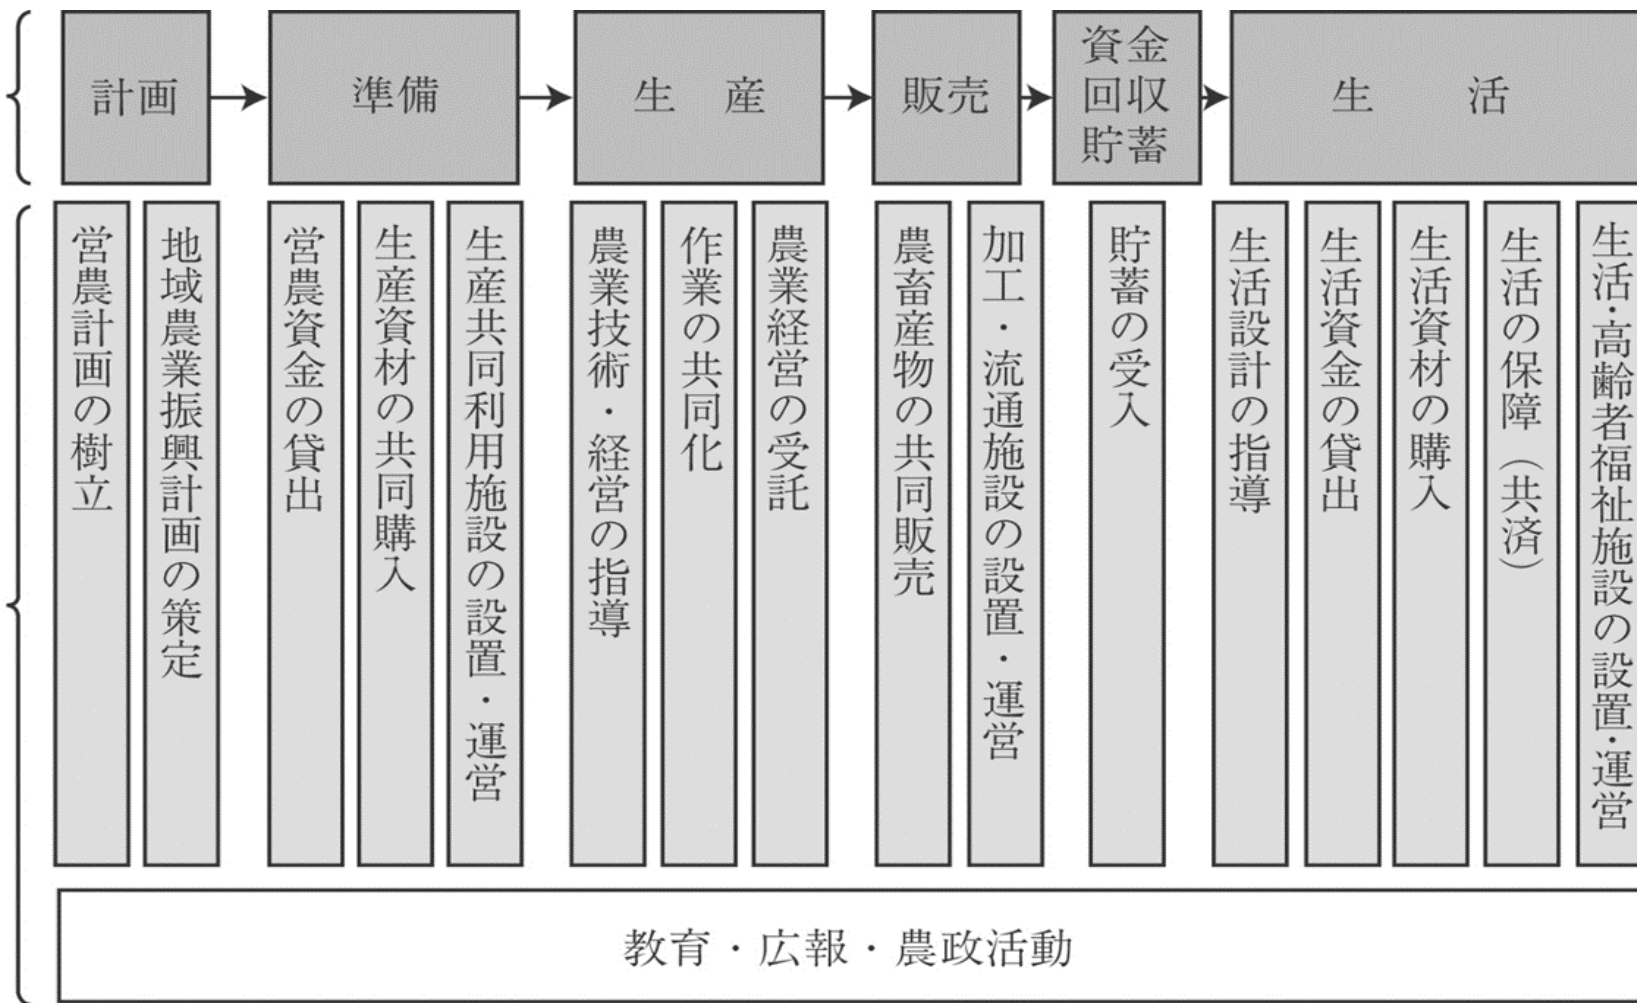 計画
準備
生産
販売
資金
回収
貯蓄
生活
営農計画の樹立
地域農業振興計画の策定
営農資金の貸出
生産資材の共同購入
生産共同利用施設の設置・運営
農業技術・経営の指導
作業の共同化
農業経営の受託
農畜産物の共同販売
加工・流通施設の設置・運営
貯蓄の受入
生活設計の指導
生活資金の貸出
生活資材の購入
生活の保障（共済）
生活・高齢者福祉施設の設置・運営
教育・広報・農政活動